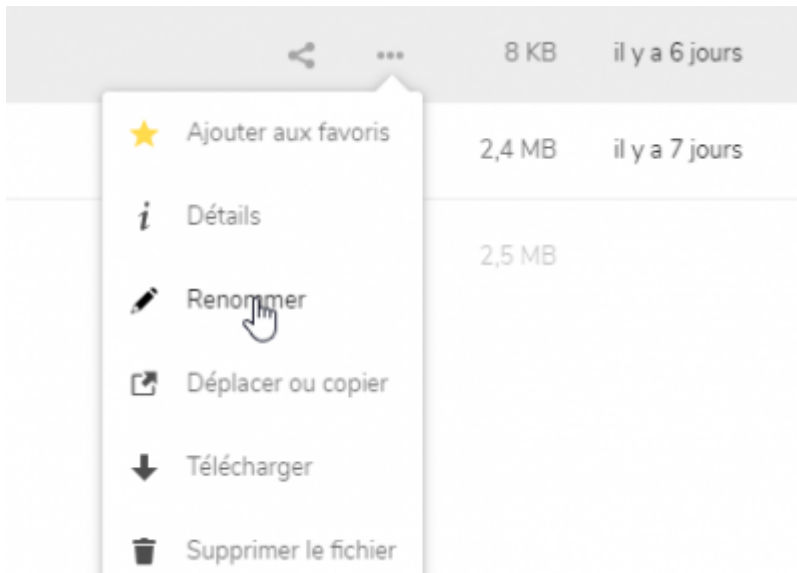 8 KB il y a 6 jours
Ajouter aux favoris
2,4 MB il y a 7 jours
Détails
2,5 MB
Renommer
Déplacer ou copier
Télécharger
Supprimer le fichier